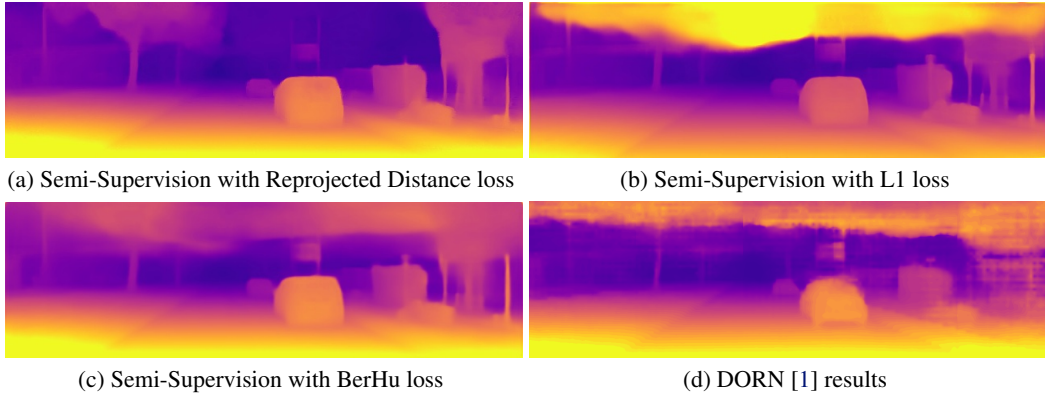 (a) Semi-Supervision with Reprojected Distance loss
(b) Semi-Supervision with L1 loss
(c) Semi-Supervision with BerHu loss
(d) DORN [1] results